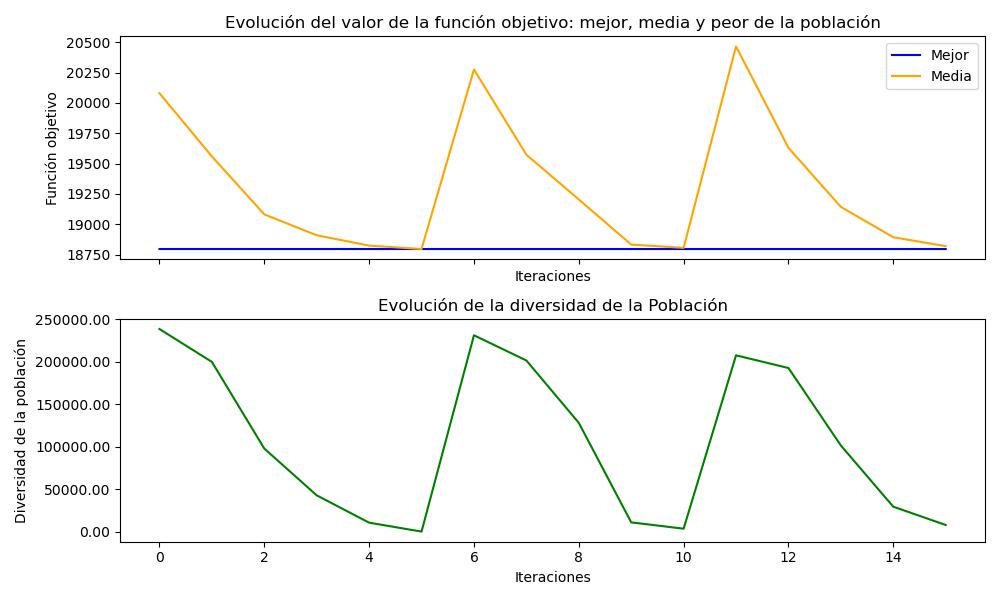 Evolución del valor de la función objetivo: mejor, media y peor de la población
Función objetivo
20500
20250
20000
19750
19500
19250
19000
18750
Mejor
Media
Iteraciones
Evolución de la diversidad de la Población
Diversidad de la población
250000.00
200000.00
150000.00
100000.00
50000.00
0.00
0 2 4 6 8 10 12 14
Iteraciones